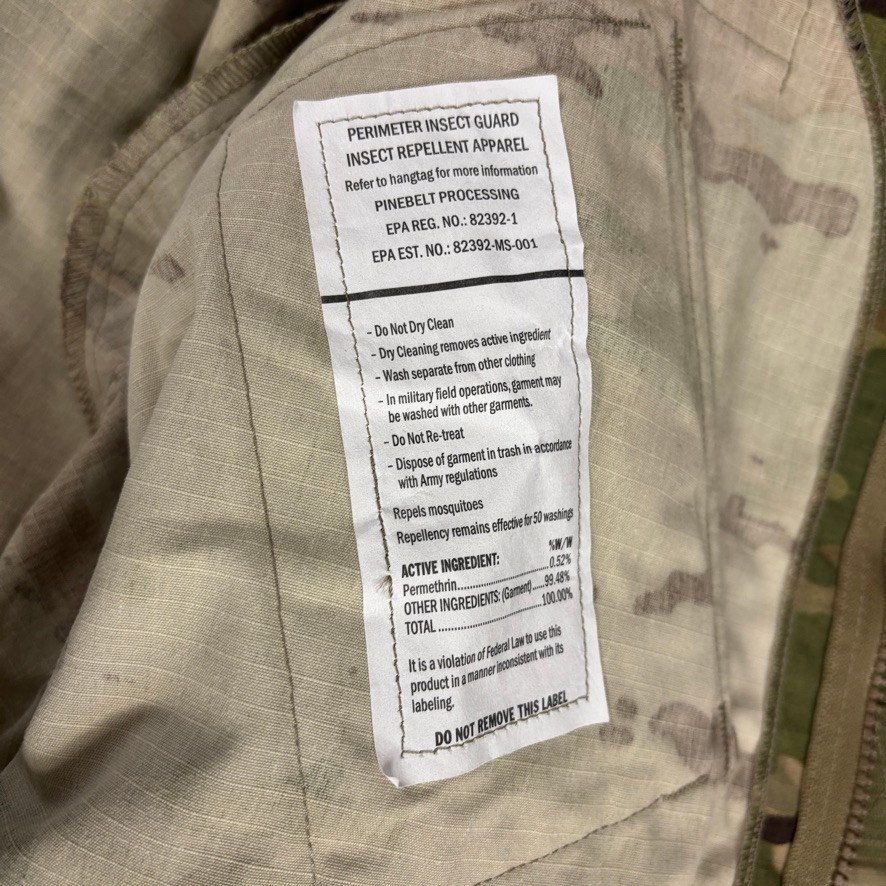 PERIMETER INSECT GUARD
INSECT REPELLENT APPAREL
Refer to hangtag for more information
PINEBELT PROCESSING
EPA REG. NO.: 82392-1
EPA EST. NO.: 82392-MS-001
- Do Not Dry Clean
- Dry Cleaning removes active ingredient
- Wash separate from other clothing
- In military field operations, garment may
be washed with other garments.
- Do Not Re-treat
- Dispose of garment in trash in accordance
with Army regulations
Repels mosquitoes
Repellency remains effective for 50 washings
ACTIVE INGREDIENT: %W/W
Permethrin..........................0.52%
OTHER INGREDIENTS: (Garment).....99.48%
TOTAL..............................100.00%
It is a violation of Federal Law to use this
product in a manner inconsistent with its
labeling.
DO NOT REMOVE THIS LABEL